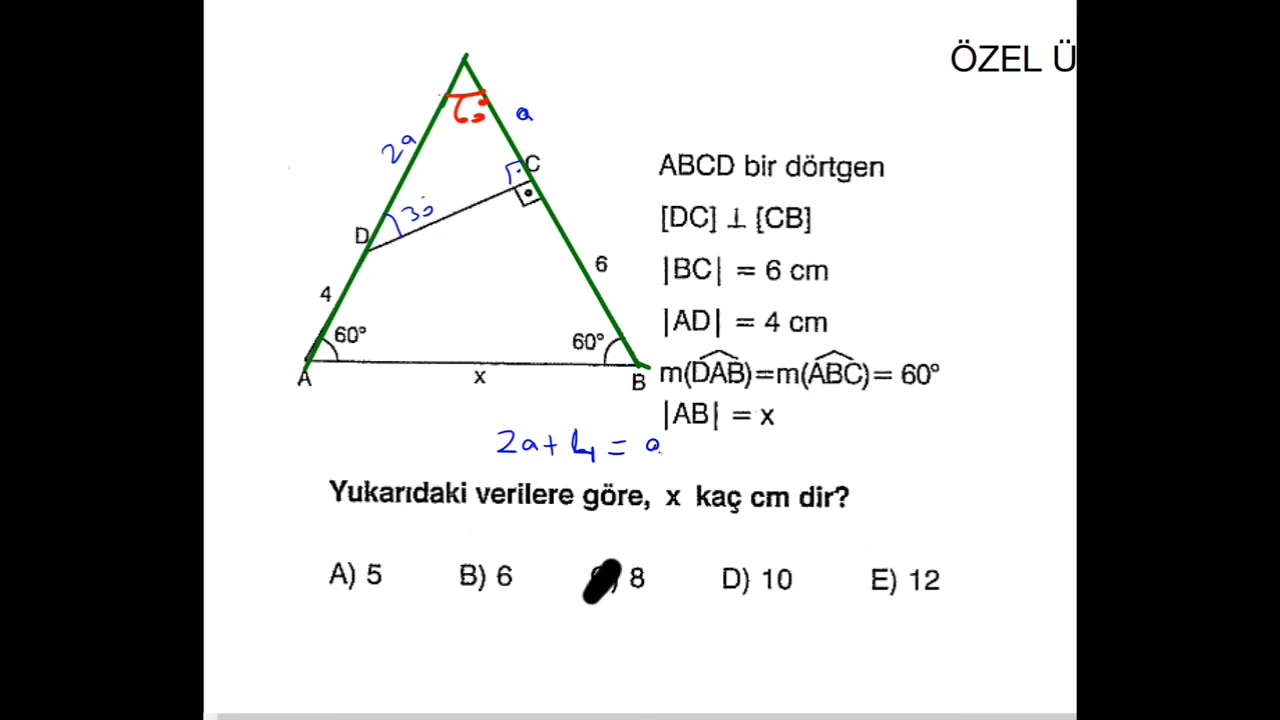 ÖZEL Ü
60°
a
2a
C
30
D
6
4
60°
60°
A
x
B
ABCD bir dörtgen
[DC] ⊥ [CB]
|BC| = 6 cm
|AD| = 4 cm
m(DAB)=m(ABC)= 60°
|AB| = x
2a + 4 = a
Yukarıdaki verilere göre, x kaç cm dir?
A) 5 B) 6 ) 8 D) 10 E) 12